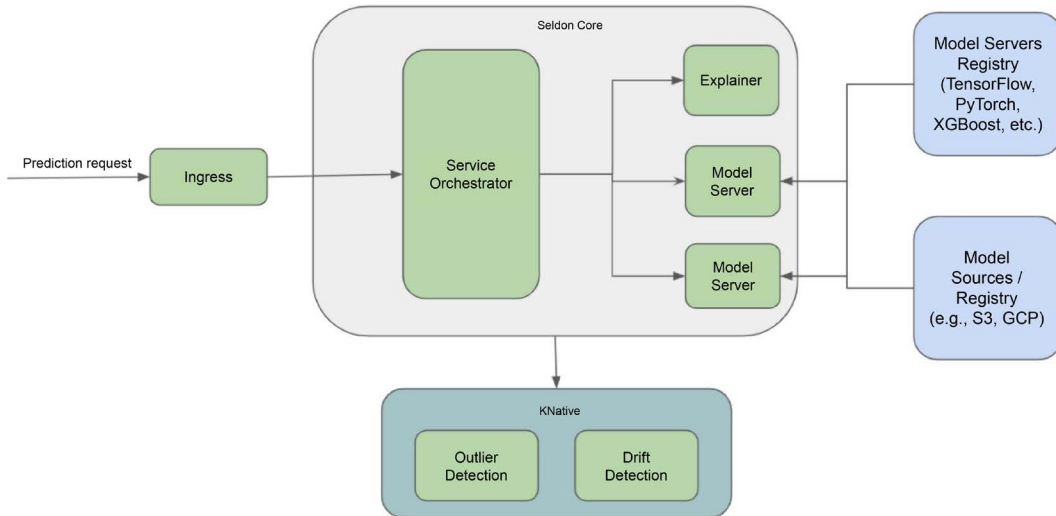 Seldon Core
Prediction request
Ingress
Service
Orchestrator
Explainer
Model
Server
Model
Server
Model Servers
Registry
(TensorFlow,
PyTorch,
XGBoost, etc.)
Model
Sources /
Registry
(e.g., S3, GCP)
KNative
Outlier
Detection
Drift
Detection